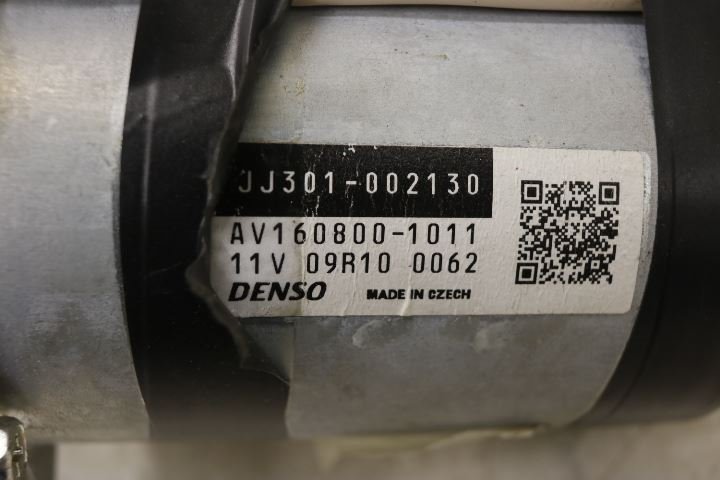 JJ301-002130
AV160800-1011
11V 09R10 0062
DENSO MADE IN CZECH